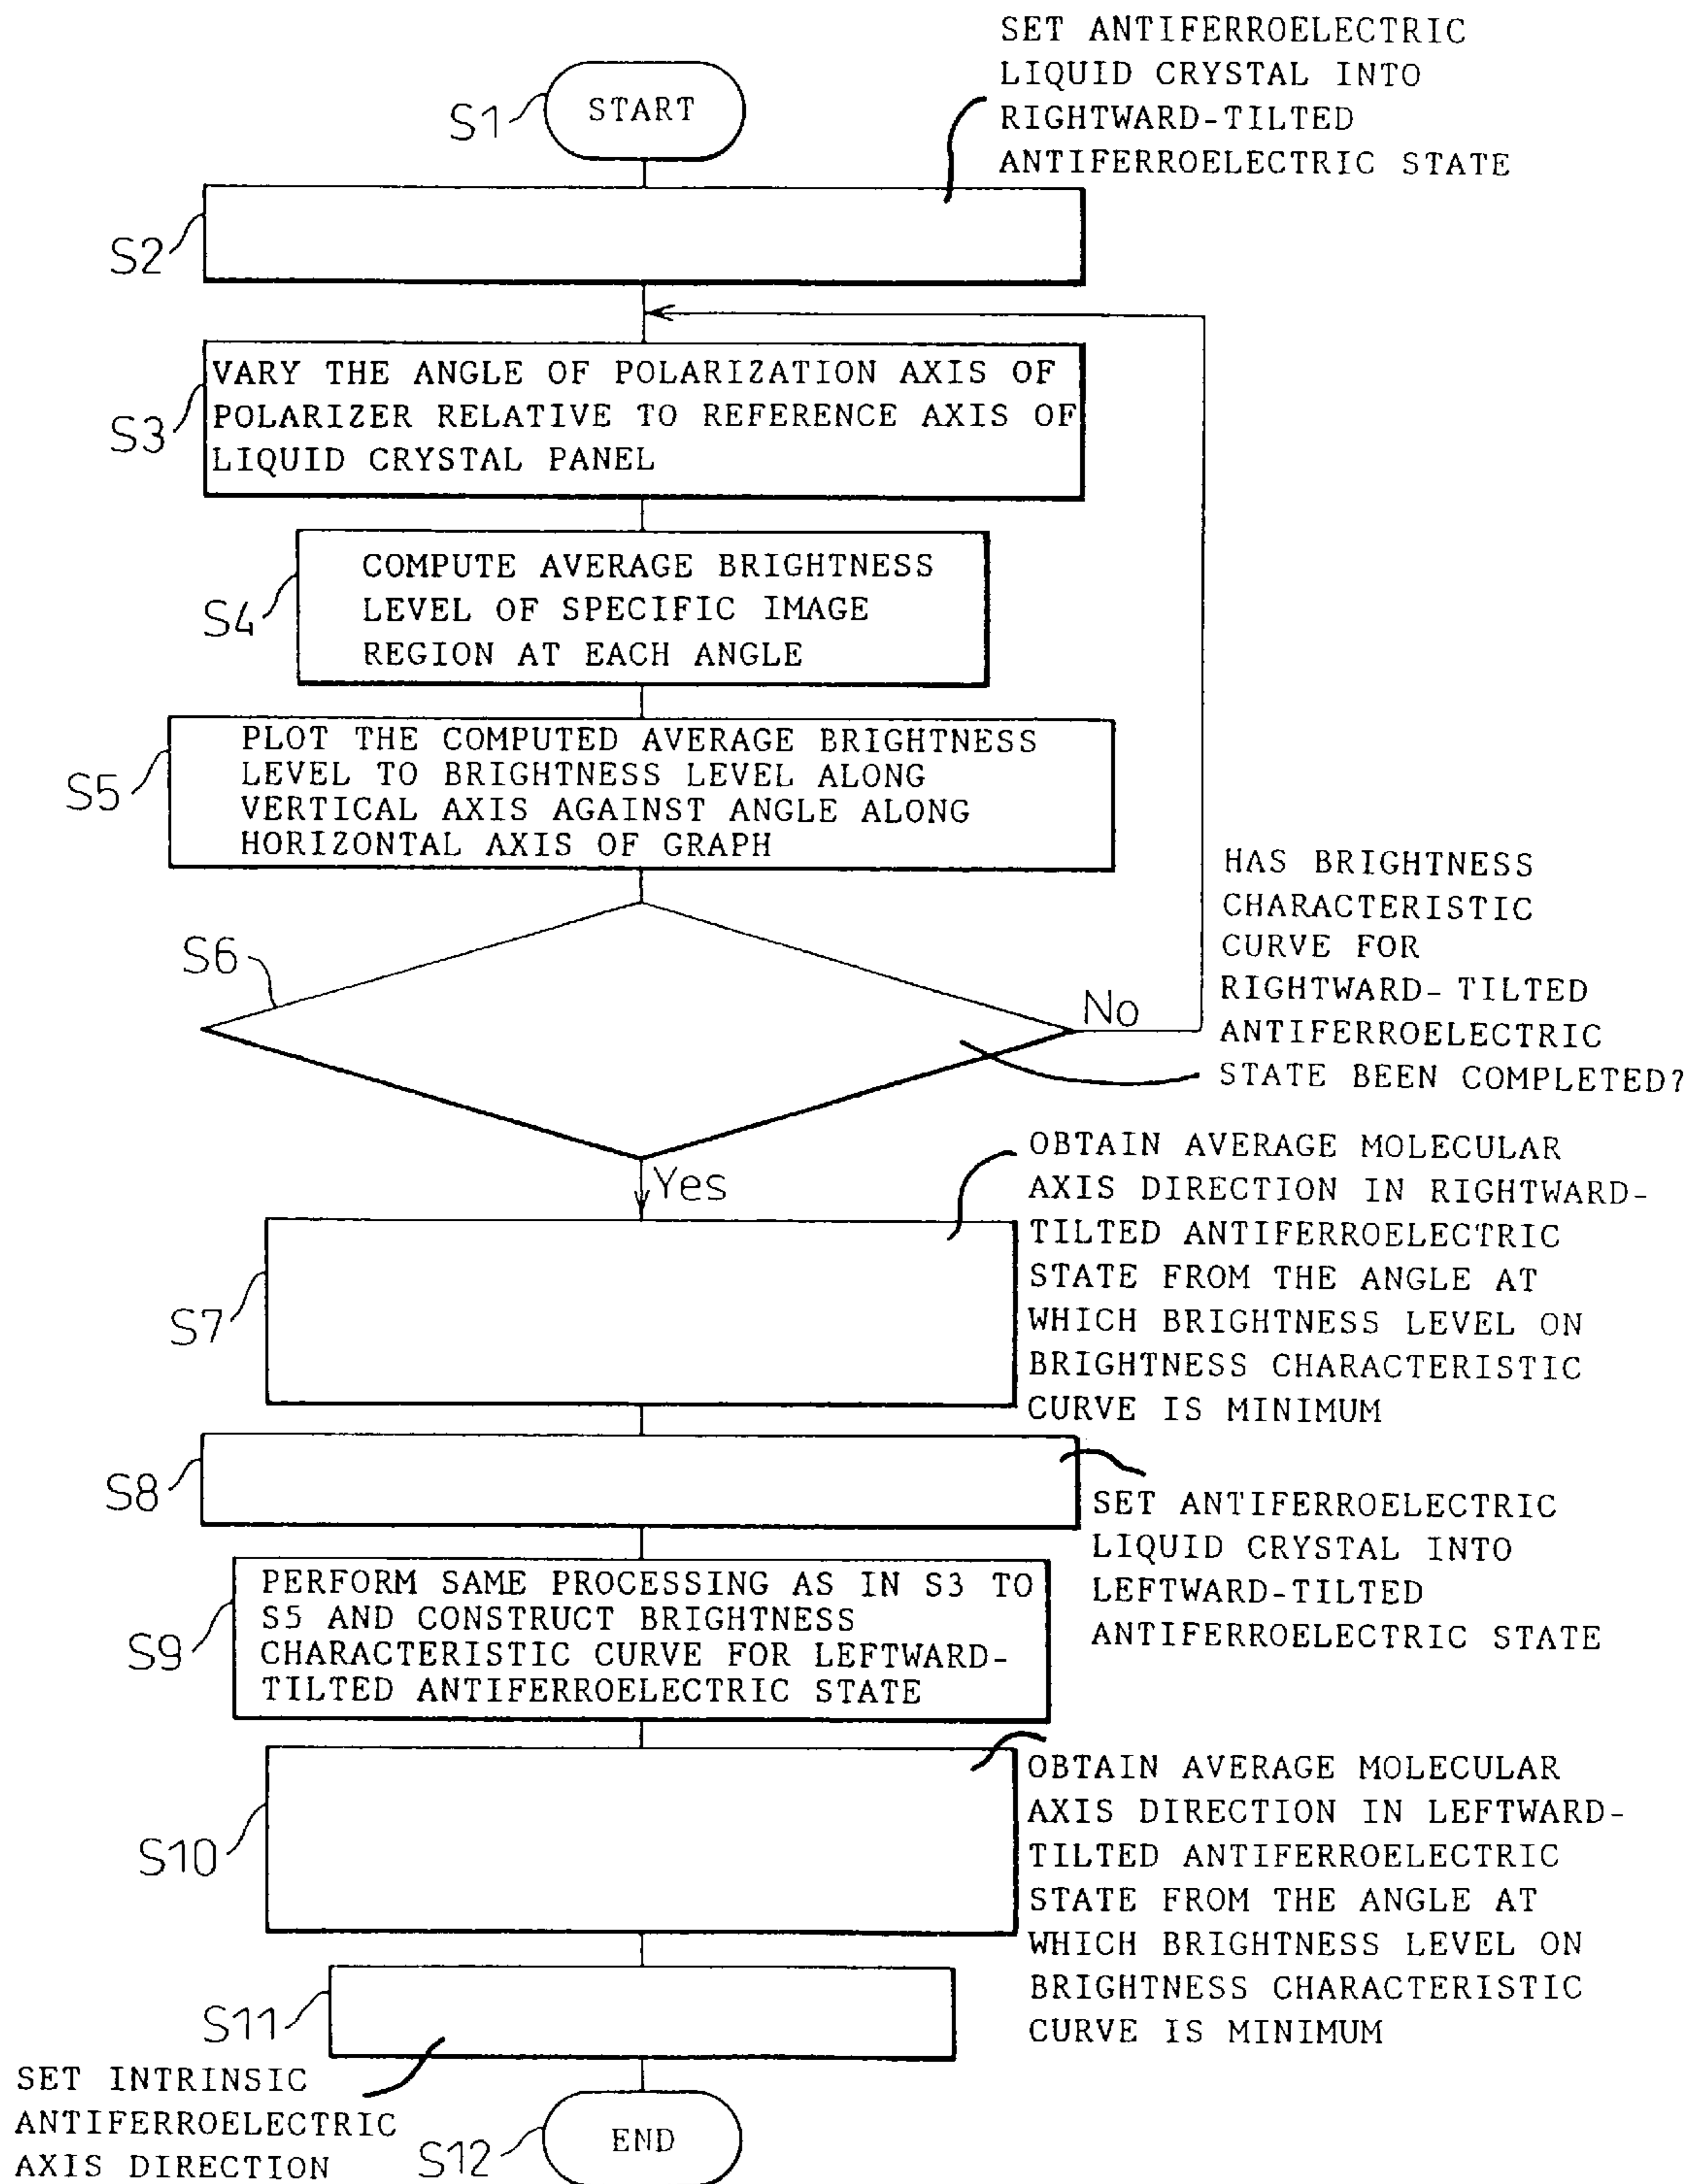 SET ANTIFERROELECTRIC
LIQUID CRYSTAL INTO
RIGHTWARD-TILTED
ANTIFERROELECTRIC STATE
S1
START
S2
S3
VARY THE ANGLE OF POLARIZATION AXIS OF
POLARIZER RELATIVE TO REFERENCE AXIS OF
LIQUID CRYSTAL PANEL
S4
COMPUTE AVERAGE BRIGHTNESS
LEVEL OF SPECIFIC IMAGE
REGION AT EACH ANGLE
S5
PLOT THE COMPUTED AVERAGE BRIGHTNESS
LEVEL TO BRIGHTNESS LEVEL ALONG
VERTICAL AXIS AGAINST ANGLE ALONG
HORIZONTAL AXIS OF GRAPH
S6
No
HAS BRIGHTNESS
CHARACTERISTIC
CURVE FOR
RIGHTWARD- TILTED
ANTIFERROELECTRIC
STATE BEEN COMPLETED?
Yes
S7
OBTAIN AVERAGE MOLECULAR
AXIS DIRECTION IN RIGHTWARD-
TILTED ANTIFERROELECTRIC
STATE FROM THE ANGLE AT
WHICH BRIGHTNESS LEVEL ON
BRIGHTNESS CHARACTERISTIC
CURVE IS MINIMUM
S8
SET ANTIFERROELECTRIC
LIQUID CRYSTAL INTO
LEFTWARD-TILTED
ANTIFERROELECTRIC STATE
S9
PERFORM SAME PROCESSING AS IN S3 TO
S5 AND CONSTRUCT BRIGHTNESS
CHARACTERISTIC CURVE FOR LEFTWARD-
TILTED ANTIFERROELECTRIC STATE
S10
OBTAIN AVERAGE MOLECULAR
AXIS DIRECTION IN LEFTWARD-
TILTED ANTIFERROELECTRIC
STATE FROM THE ANGLE AT
WHICH BRIGHTNESS LEVEL ON
BRIGHTNESS CHARACTERISTIC
CURVE IS MINIMUM
S11
SET INTRINSIC
ANTIFERROELECTRIC
AXIS DIRECTION
S12
END